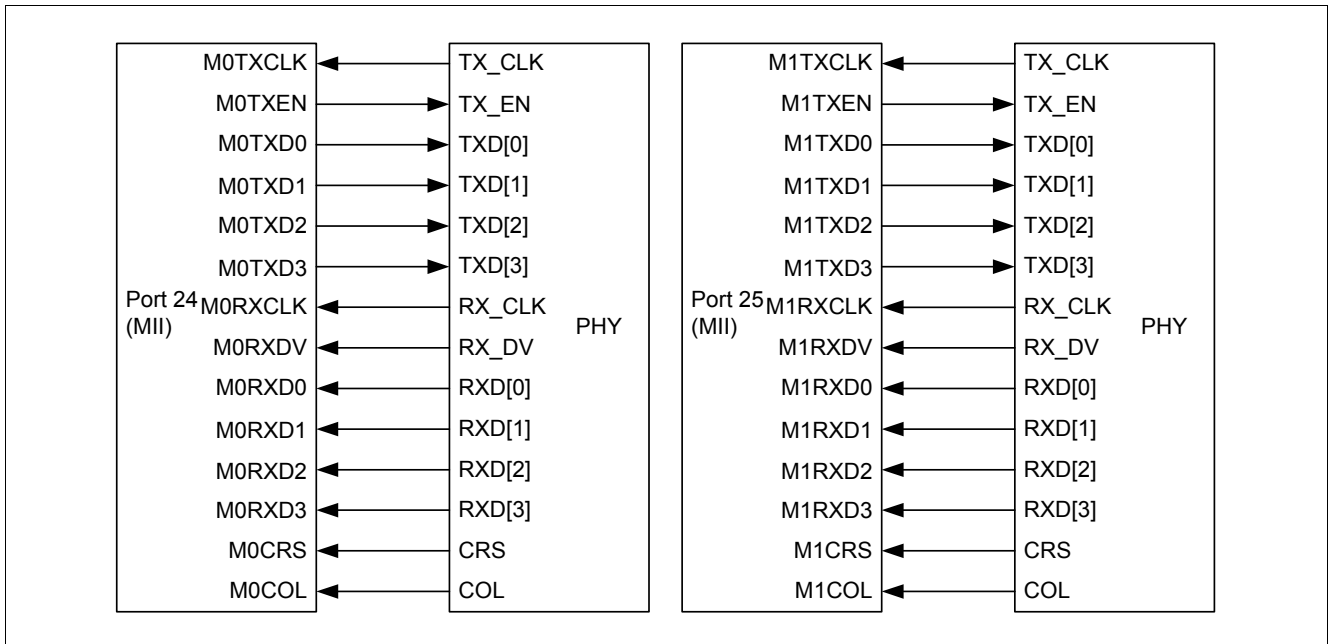 M0TXCLK TX_CLK M1TXCLK TX_CLK
M0TXEN TX_EN M1TXEN TX_EN
M0TXD0 TXD[0] M1TXD0 TXD[0]
M0TXD1 TXD[1] M1TXD1 TXD[1]
M0TXD2 TXD[2] M1TXD2 TXD[2]
M0TXD3 TXD[3] M1TXD3 TXD[3]
Port 24 M0RXCLK RX_CLK Port 25 M1RXCLK RX_CLK
(MII) PHY (MII) PHY
M0RXDV RX_DV M1RXDV RX_DV
M0RXD0 RXD[0] M1RXD0 RXD[0]
M0RXD1 RXD[1] M1RXD1 RXD[1]
M0RXD2 RXD[2] M1RXD2 RXD[2]
M0RXD3 RXD[3] M1RXD3 RXD[3]
M0CRS CRS M1CRS CRS
M0COL COL M1COL COL